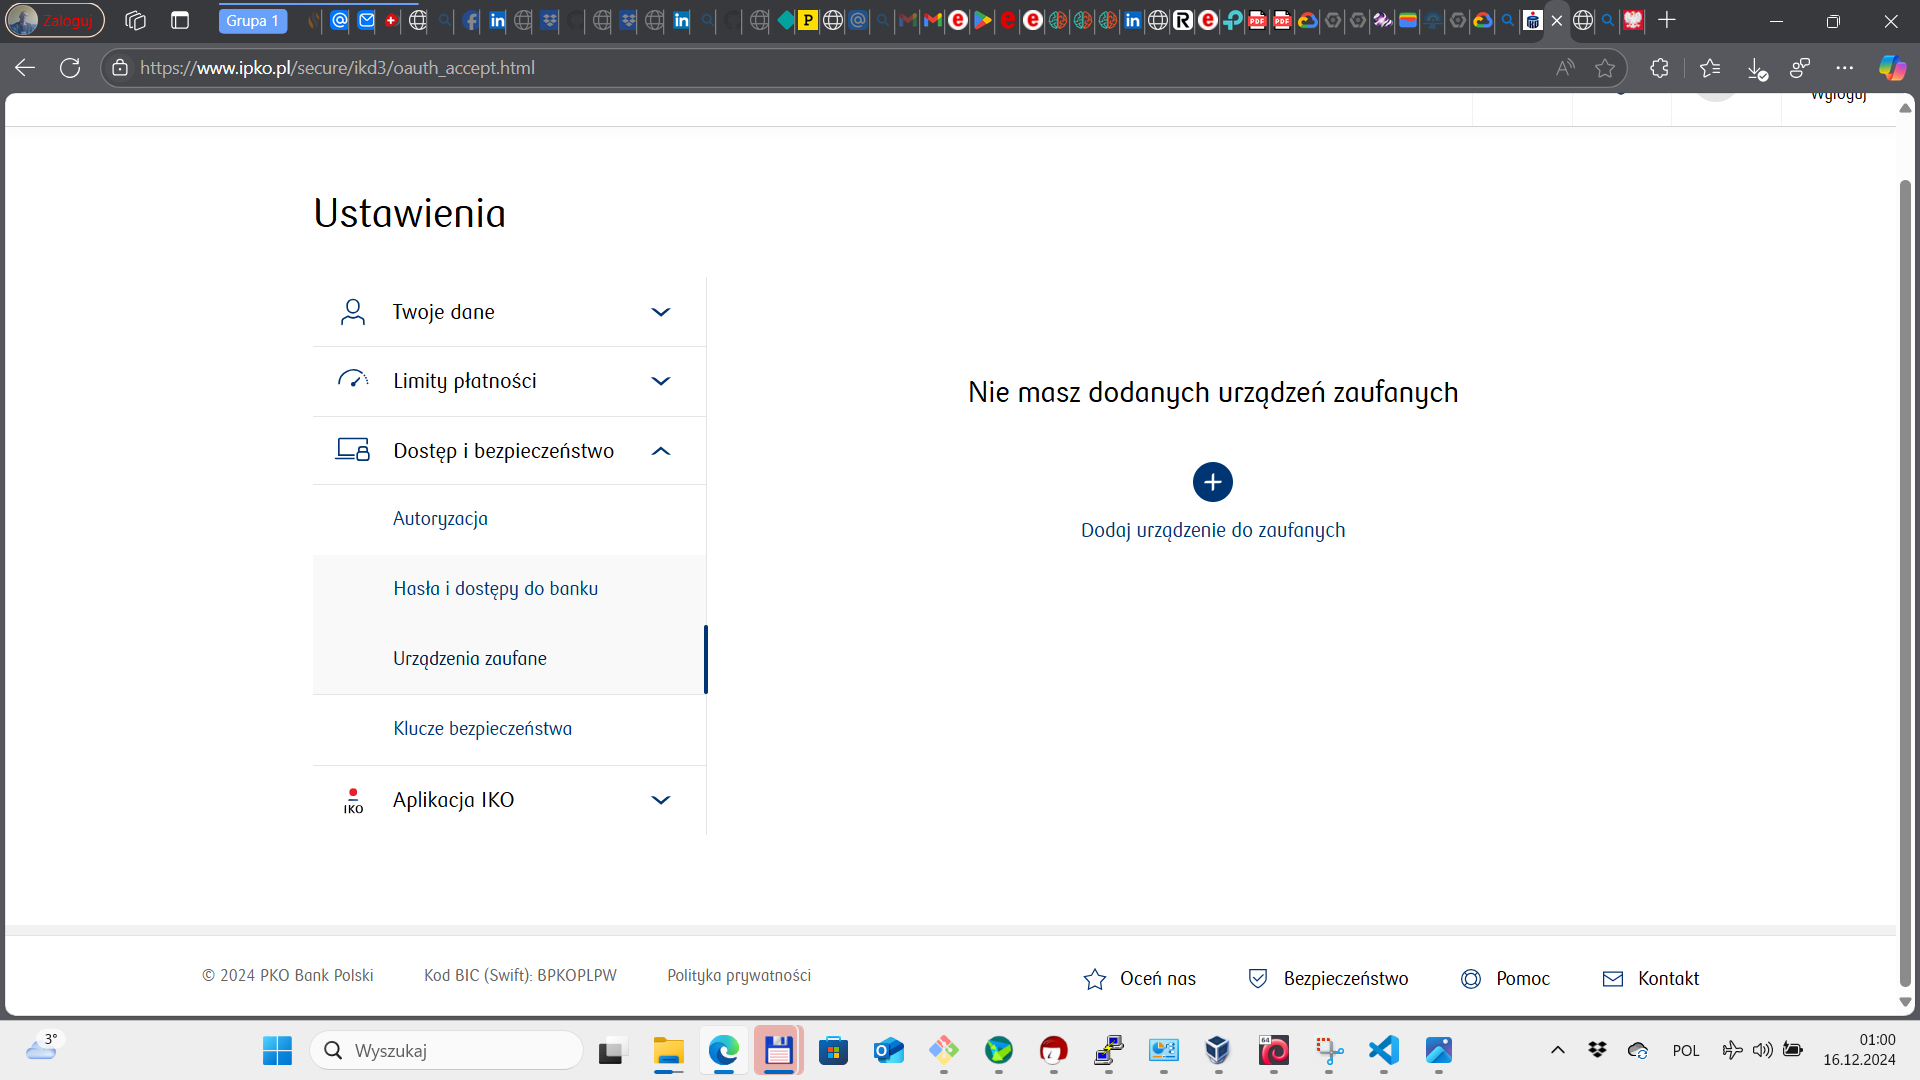 Zaloguj
Grupa 1
https://www.ipko.pl/secure/ikd3/oauth_accept.html
Wyloguj
Ustawienia
Twoje dane
Limity płatności
Dostęp i bezpieczeństwo
Autoryzacja
Hasła i dostępy do banku
Urządzenia zaufane
Klucze bezpieczeństwa
IKO
Aplikacja IKO
Nie masz dodanych urządzeń zaufanych
Dodaj urządzenie do zaufanych
© 2024 PKO Bank Polski
Kod BIC (Swift): BPKOPLPW
Polityka prywatności
Oceń nas
Bezpieczeństwo
Pomoc
Kontakt
3°
Wyszukaj
64
POL
01:00
16.12.2024